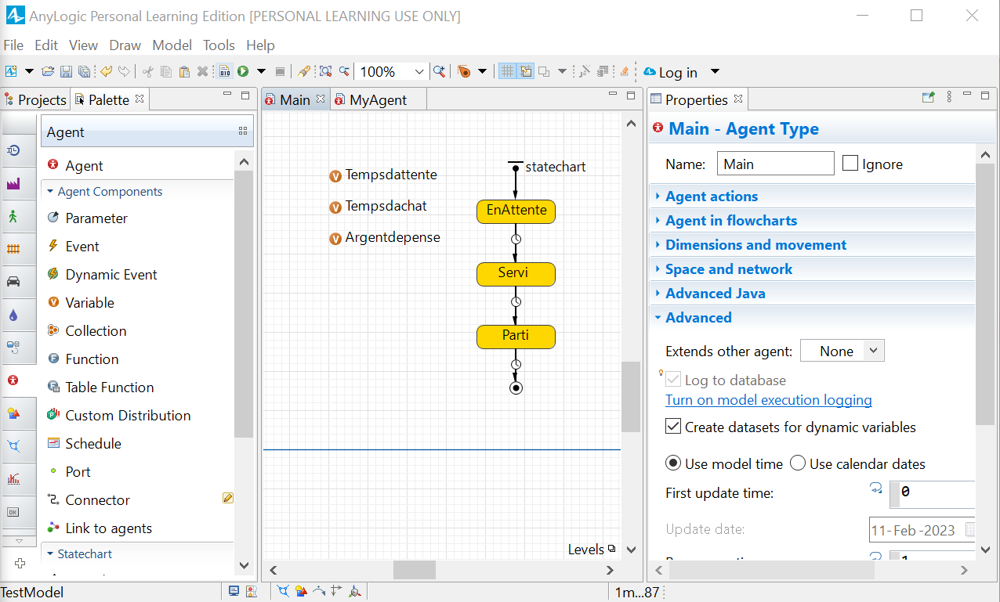 AnyLogic Personal Learning Edition [PERSONAL LEARNING USE ONLY]
File Edit View Draw Model Tools Help
010 100% Log in
Projects Palette
Agent
Agent
Agent Components
Parameter
Event
Dynamic Event
V Variable
Collection
Function
Table Function
Custom Distribution
Schedule
Port
Connector
Link to agents
Statechart
OK
Main MyAgent
statechart
V Tempsdattente
V Tempsdachat
V Argentdepense
EnAttente
Servi
Parti
Levels
Properties
Main - Agent Type
Name: Main Ignore
Agent actions
Agent in flowcharts
Dimensions and movement
Space and network
Advanced Java
Advanced
Extends other agent: None
Log to database
Turn on model execution logging
Create datasets for dynamic variables
Use model time Use calendar dates
First update time: 0
Update date: 11-Feb-2023
TestModel
1m...87